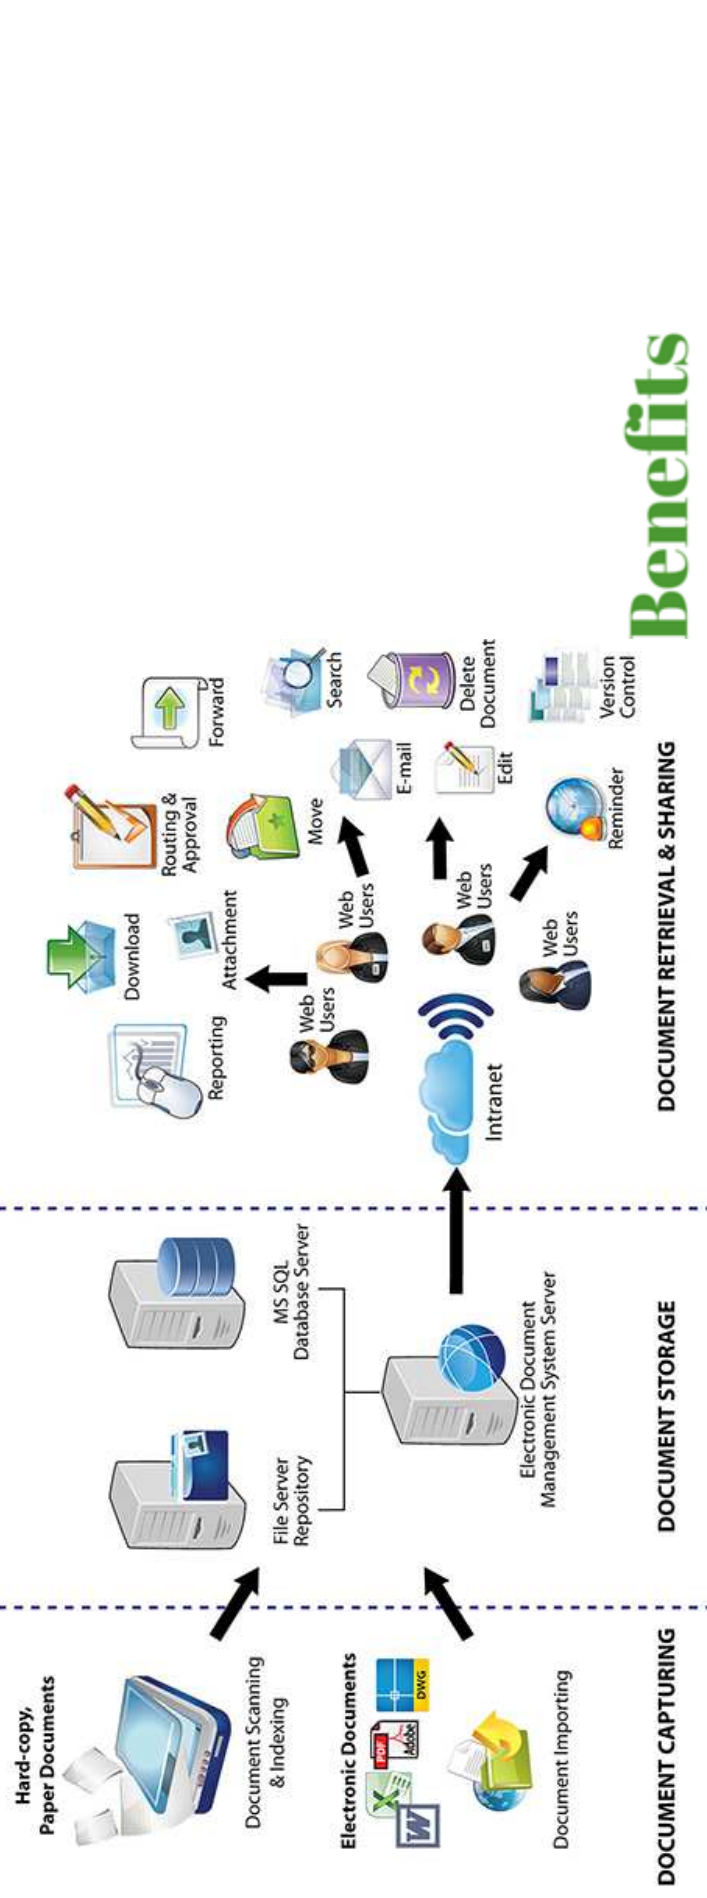 Hard-copy,
Paper Documents
Document Scanning
& Indexing
Electronic Documents
W
X
PDF
Adobe
DWG
Document Importing
DOCUMENT CAPTURING
File Server
Repository
MS SQL
Database Server
Electronic Document
Management System Server
DOCUMENT STORAGE
Reporting
Download
Attachment
Routing &
Approval
Forward
Move
Search
E-mail
Delete
Document
Edit
Version
Control
Reminder
Web
Users
Web
Users
Web
Users
Web
Users
Intranet
DOCUMENT RETRIEVAL & SHARING
Benefits